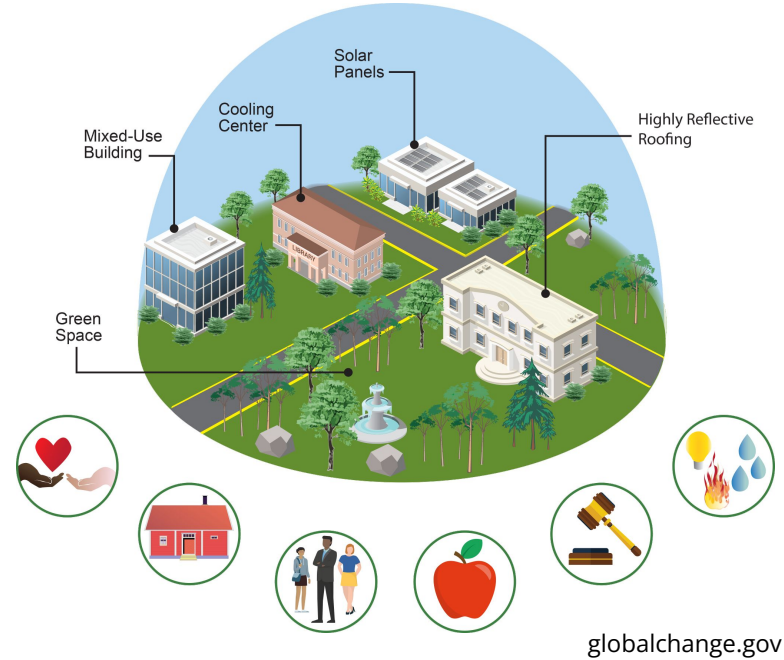 Solar
Panels
Cooling
Center
Mixed-Use
Building
Highly Reflective
Roofing
LIBRARY
Green
Space
globalchange.gov